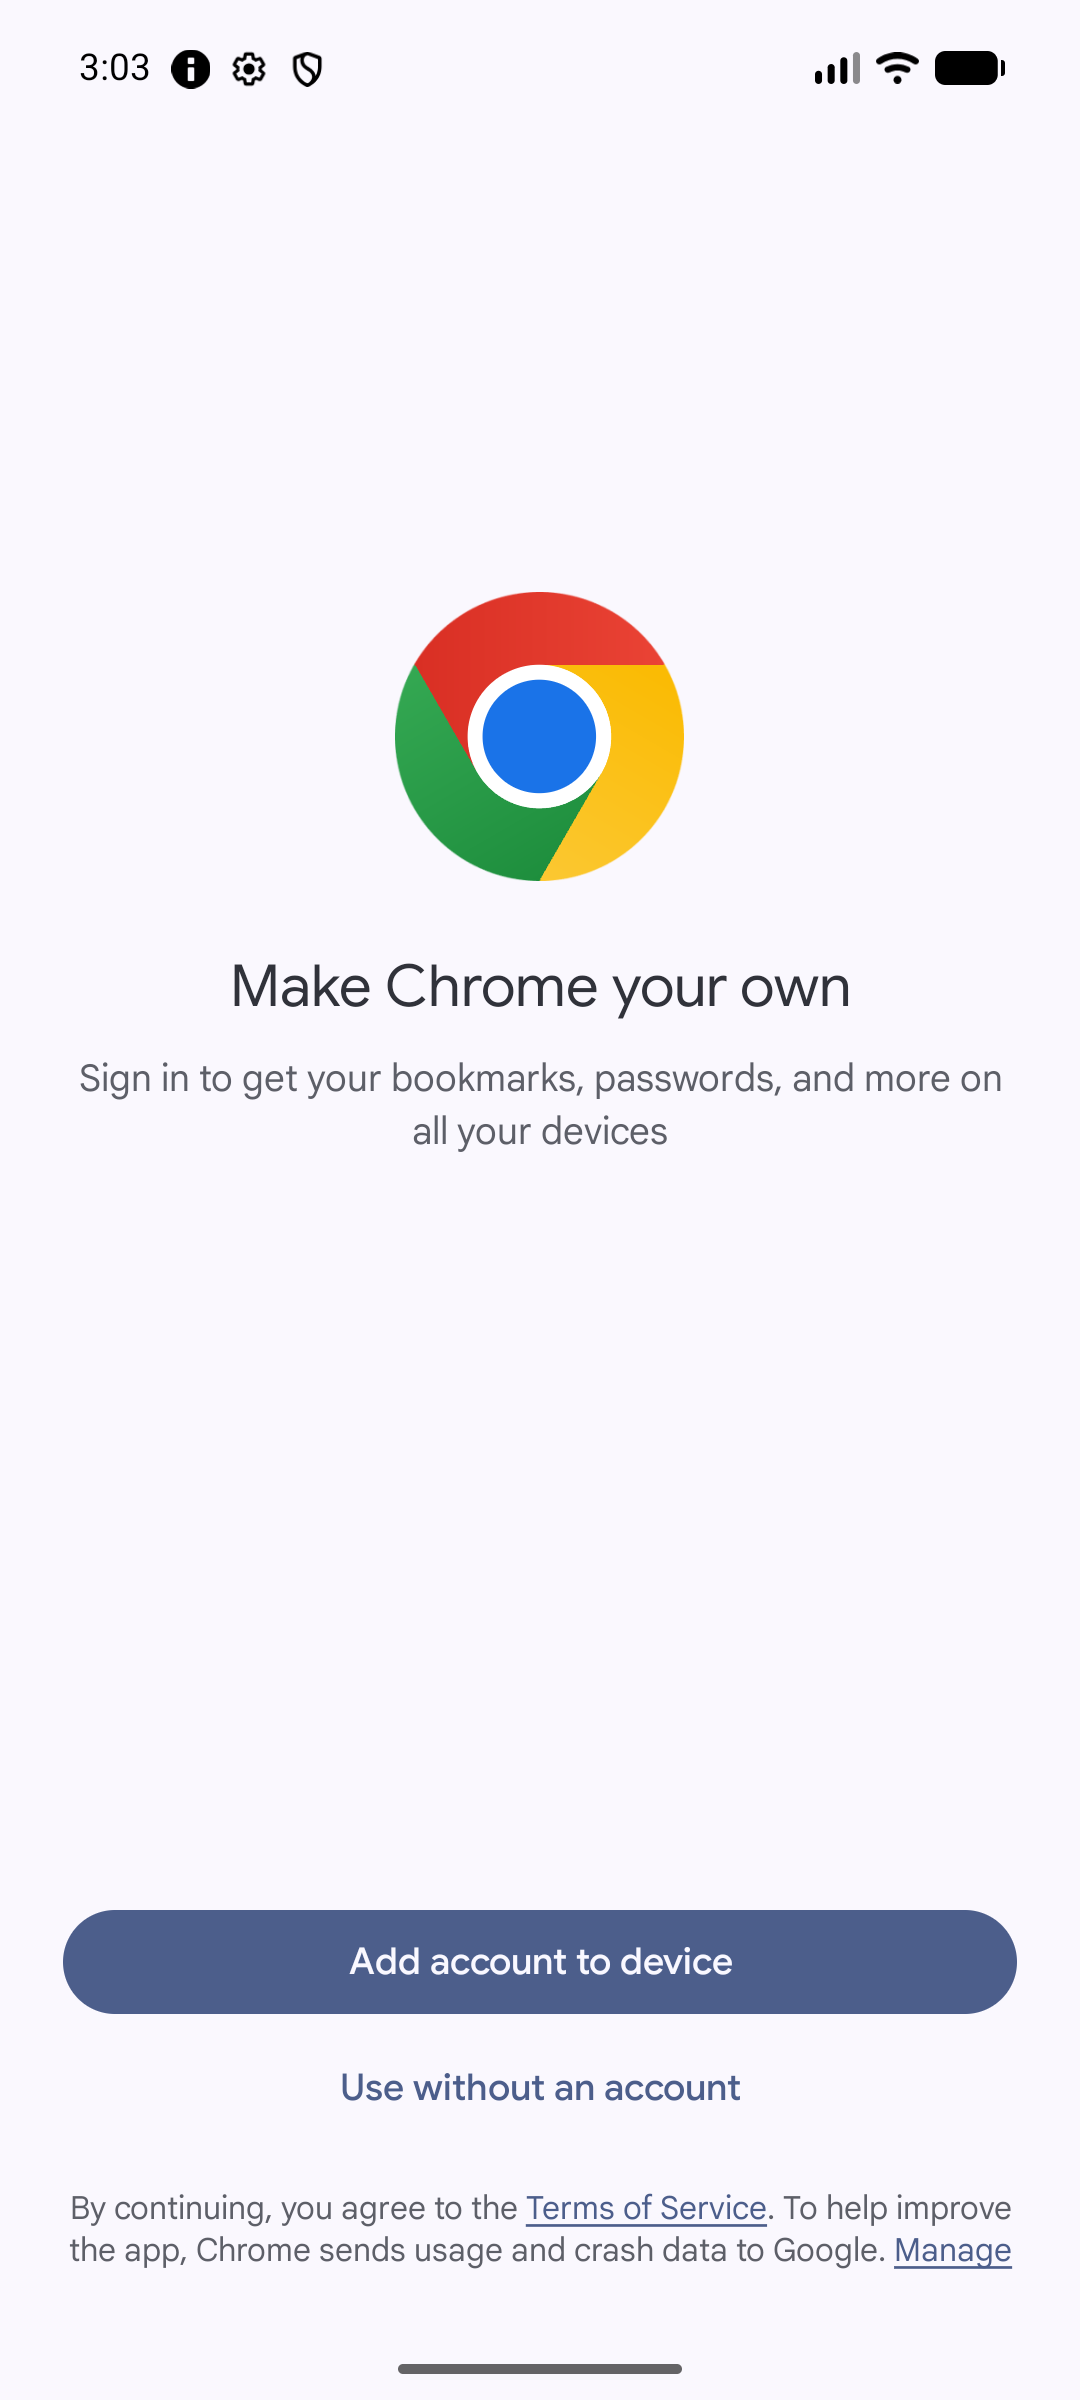 3:03
Make Chrome your own
Sign in to get your bookmarks, passwords, and more on
all your devices
Add account to device
Use without an account
By continuing, you agree to the Terms of Service. To help improve
the app, Chrome sends usage and crash data to Google. Manage